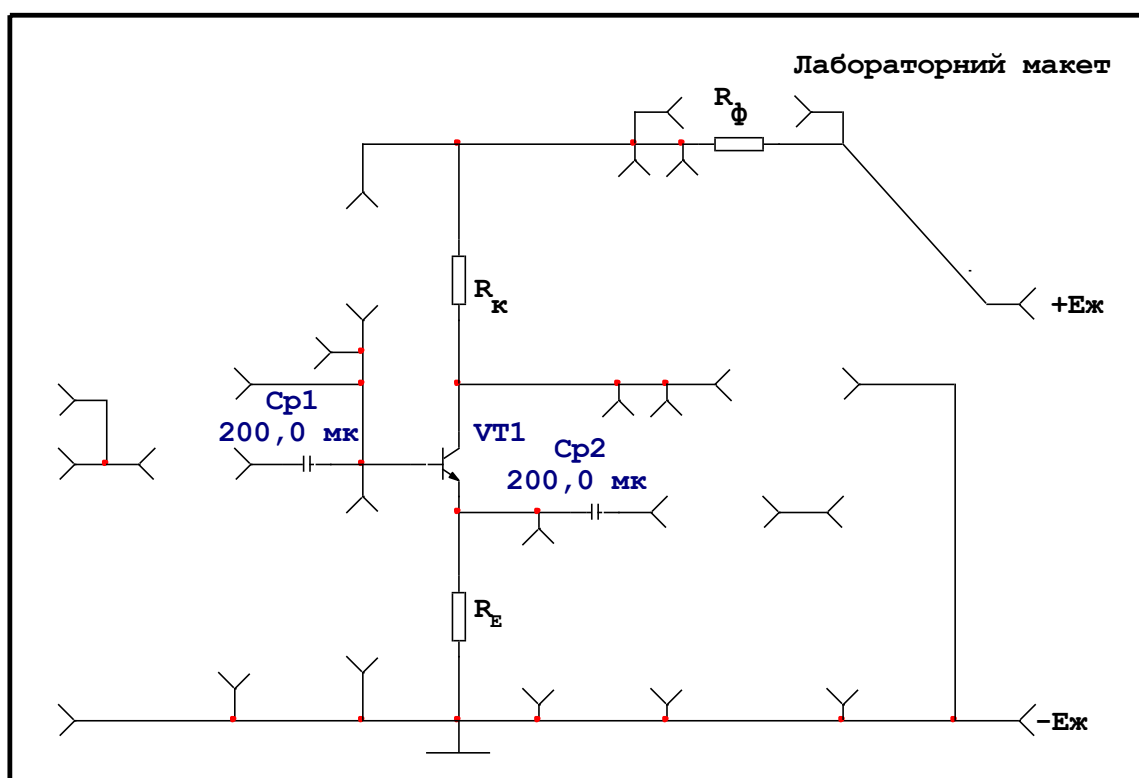 Лабораторний макет
Rф
Rк
+Eж
Cp1
200,0 мк
VT1
Cp2
200,0 мк
RE
-Eж